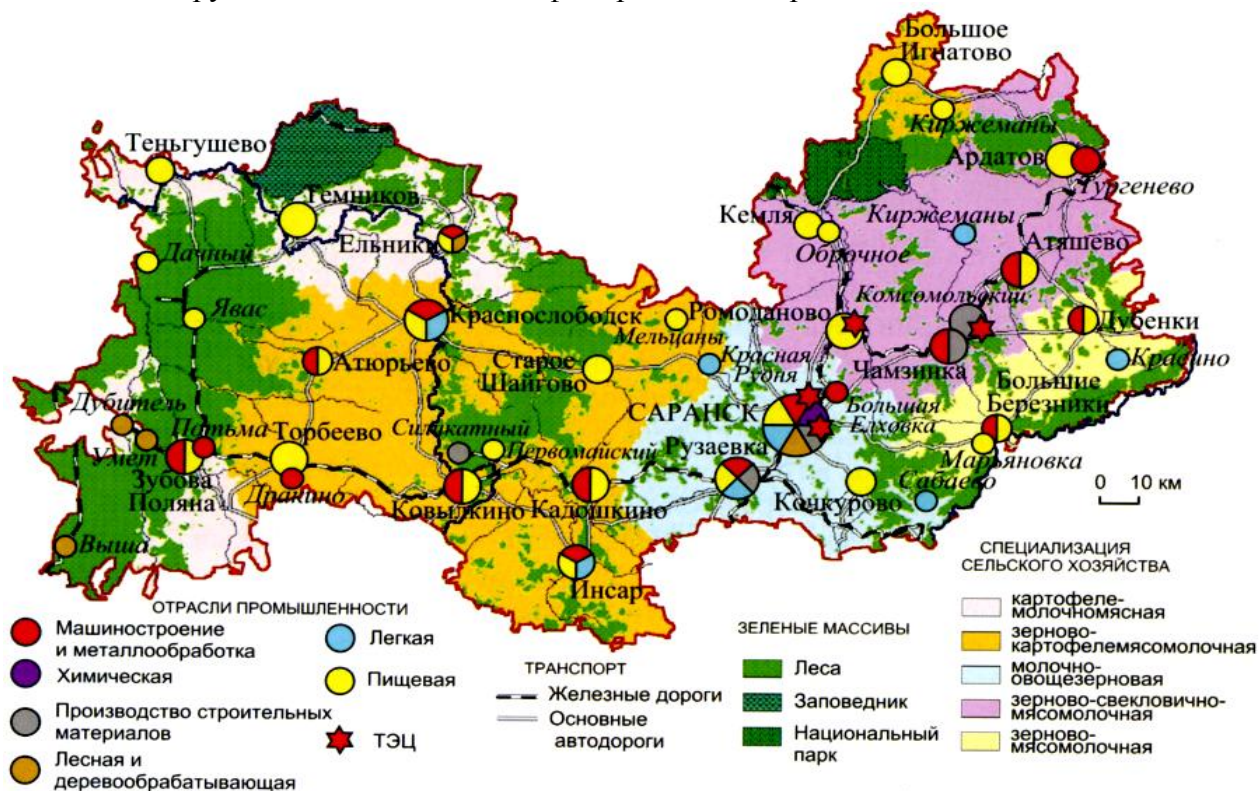 Большое
Игнатово
Киржеманы
Теньгушево
Ардатов
Тургенево
Темников
Кемля
Киржеманы
Ельники
Оброчное
Атяшево
Дачный
Комсомольский
Явас
Краснослободск
Ромоданово
Дубенки
Мельцаны
Атюрьево
Старое
Шайгово
Красная
Рудня
Чамзинка
Красино
Дубитель
Большие
Березники
Потьма
САРАНСК
Большая
Елховка
Торбеево
Силикатный
Рузаевка
Умет
Первомайский
Марьяновка
Зубова
Поляна
Дракино
Ковылкино
Кадошкино
Кочкурово
Сабаево
0 10 км
Выша
Инсар
ОТРАСЛИ ПРОМЫШЛЕННОСТИ
Машиностроение
и металлообработка
Химическая
Производство строительных
материалов
Лесная и
деревообрабатывающая
Легкая
Пищевая
ТЭЦ
ТРАНСПОРТ
Железные дороги
Основные
автодороги
ЗЕЛЕНЫЕ МАССИВЫ
Леса
Заповедник
Национальный
парк
СПЕЦИАЛИЗАЦИЯ
СЕЛЬСКОГО ХОЗЯЙСТВА
картофеле-
молочномясная
зерново-
картофелемясомолочная
молочно-
овощезерновая
зерново-свекловично-
мясомолочная
зерново-
мясомолочная